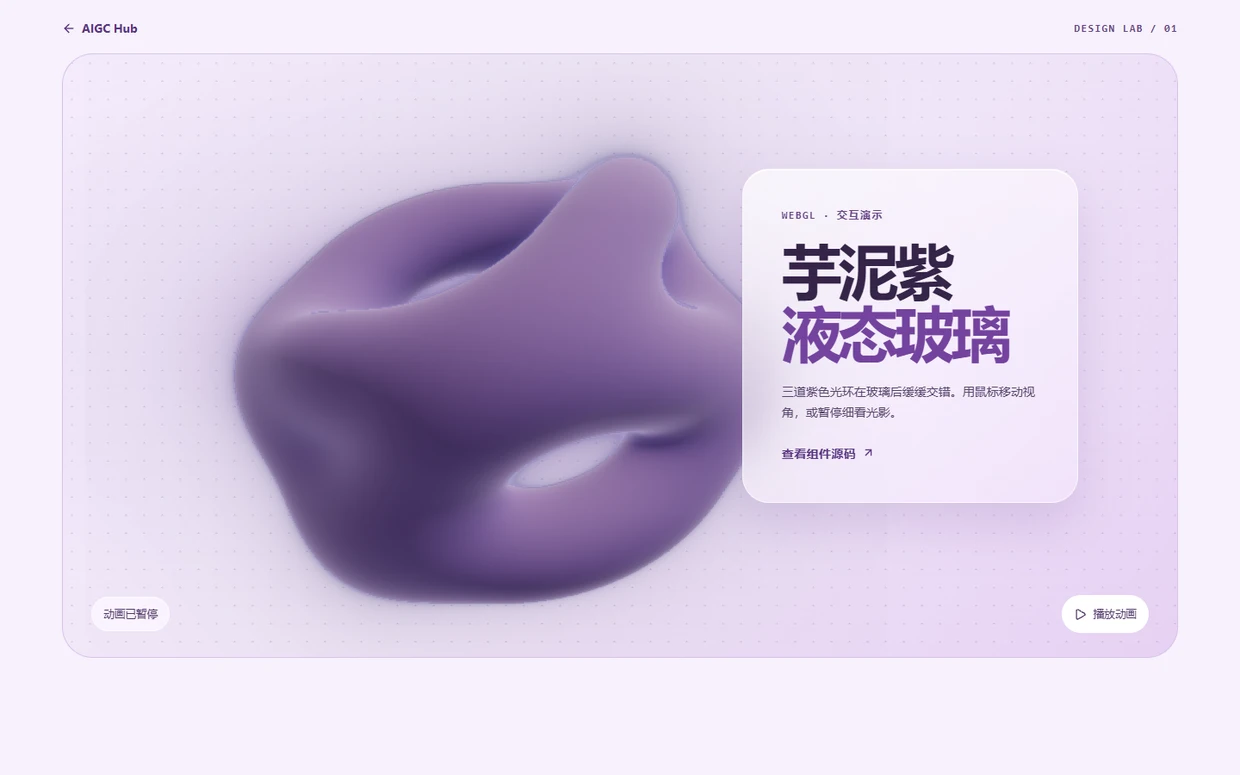 AIGC Hub
DESIGN LAB / 01
WEBGL · 交互演示
芋泥紫
液态玻璃
三道紫色光环在玻璃后缓缓交错。用鼠标移动视
角，或暂停细看光影。
查看组件源码
动画已暂停
播放动画